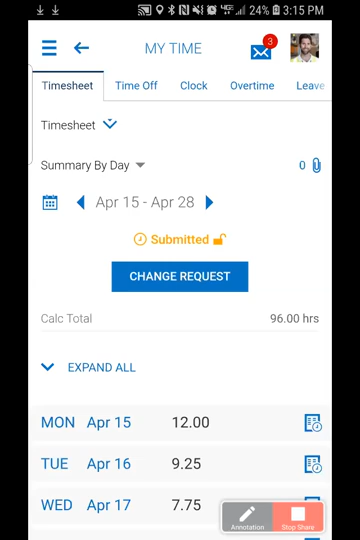 24% 3:15 PM
MY TIME
3
Timesheet Time Off Clock Overtime Leave
Timesheet
Summary By Day 0
Apr 15 - Apr 28
Submitted
CHANGE REQUEST
Calc Total 96.00 hrs
EXPAND ALL
MON Apr 15 12.00
TUE Apr 16 9.25
WED Apr 17 7.75
Annotation Stop Share